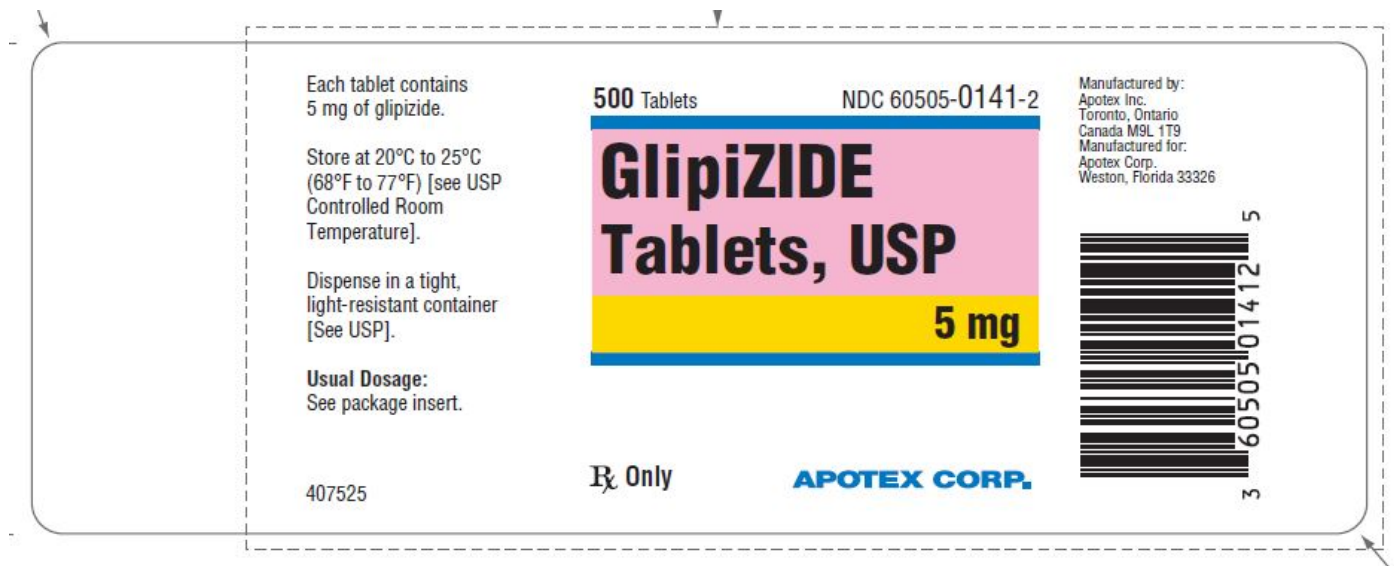 Each tablet contains
5 mg of glipizide.
Store at 20°C to 25°C
(68°F to 77°F) [see USP
Controlled Room
Temperature].
Dispense in a tight,
light-resistant container
[See USP].
Usual Dosage:
See package insert.
407525
500 Tablets NDC 60505-0141-2
GlipiZIDE
Tablets, USP
5 mg
℞ Only APOTEX CORP.
Manufactured by:
Apotex Inc.
Toronto, Ontario
Canada M9L 1T9
Manufactured for:
Apotex Corp.
Weston, Florida 33326
3 60505 01412 5